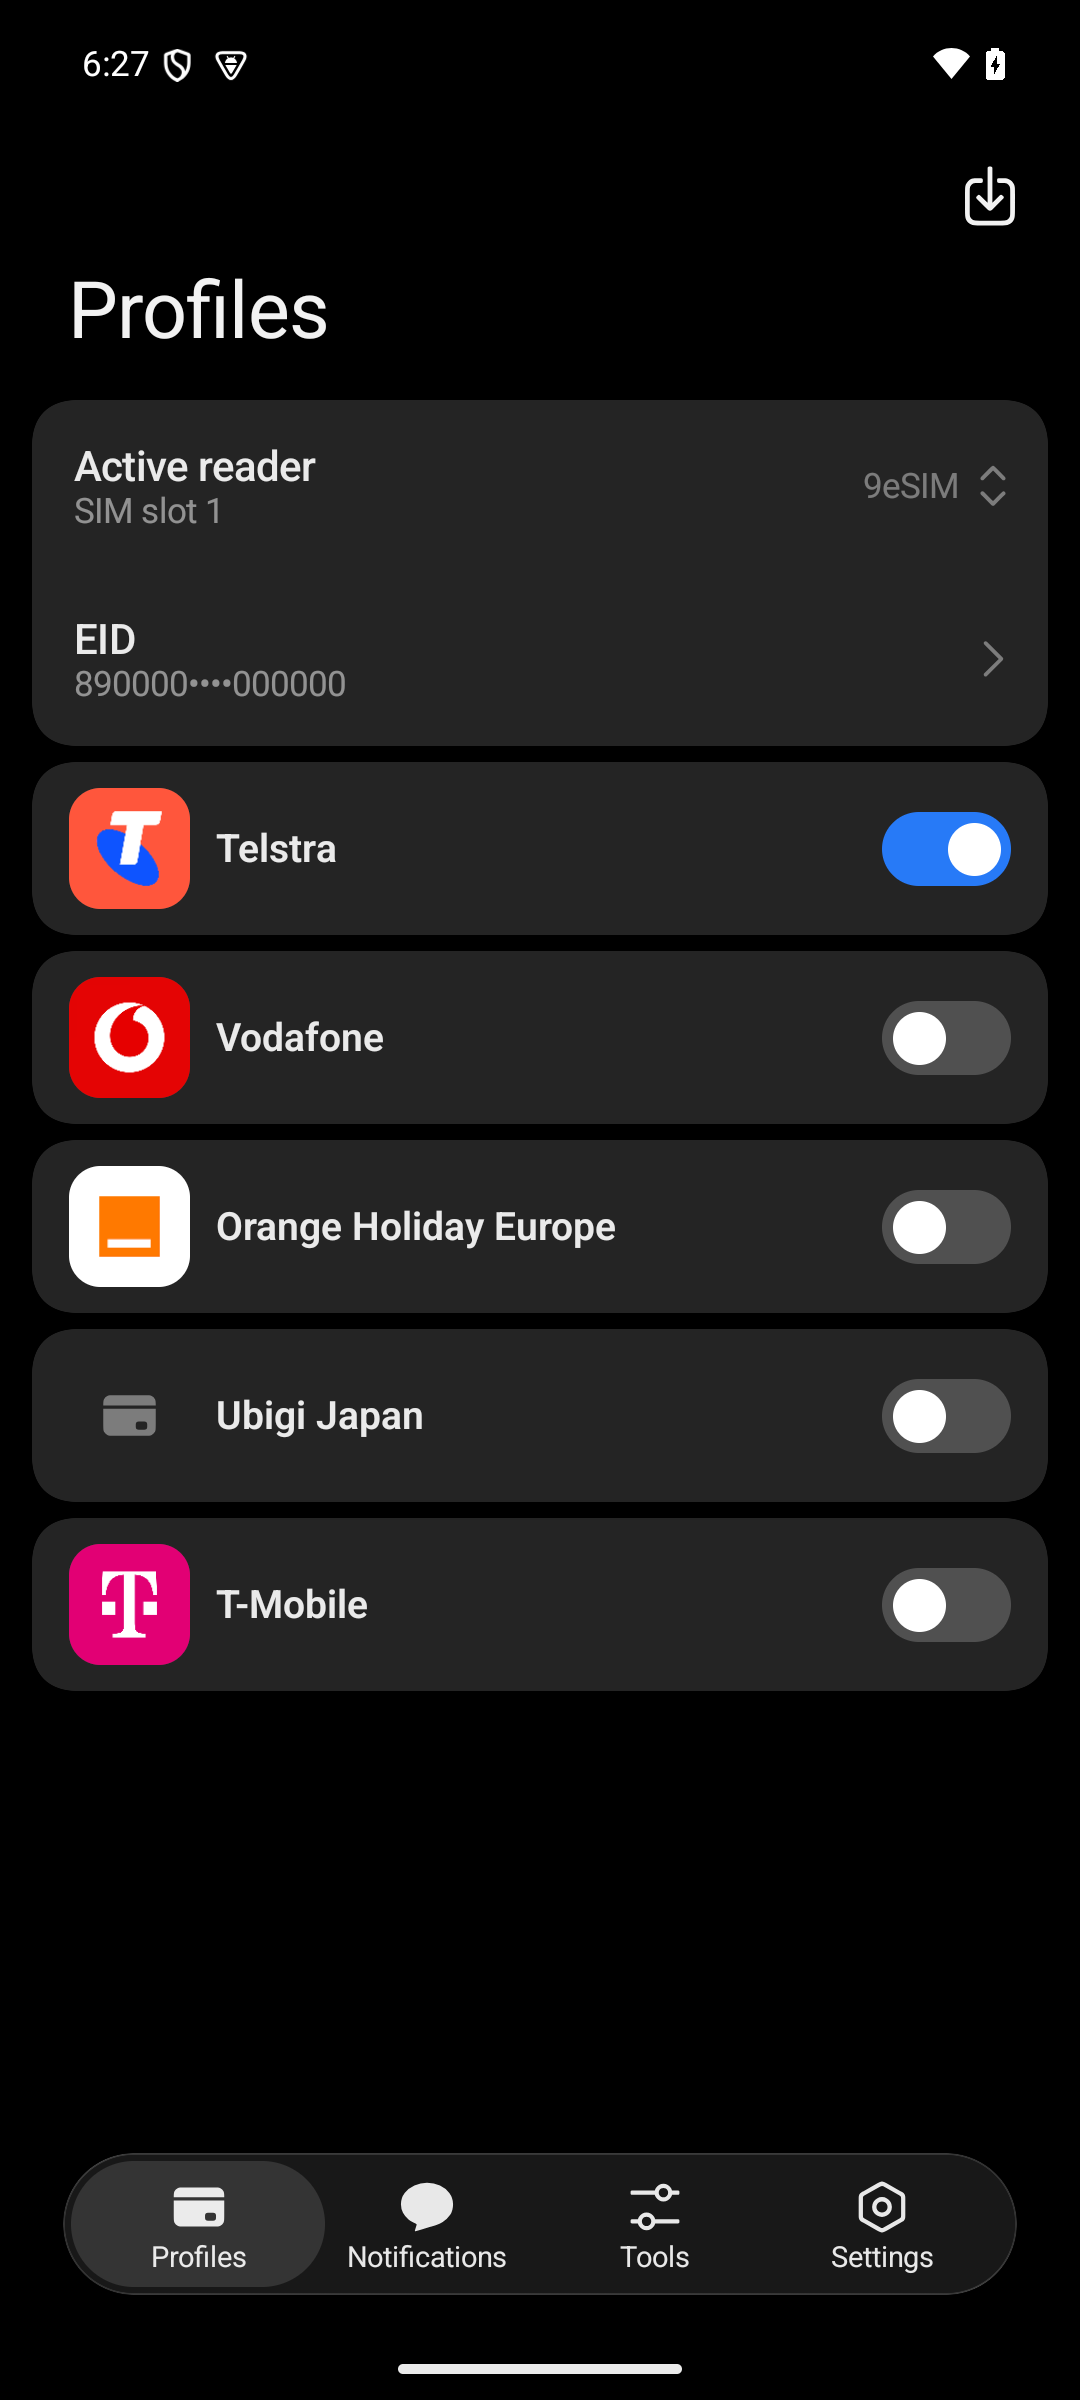 6:27
Profiles
Active reader
SIM slot 1
9eSIM
EID
890000••••000000
Telstra
Vodafone
Orange Holiday Europe
Ubigi Japan
T-Mobile
Profiles
Notifications
Tools
Settings